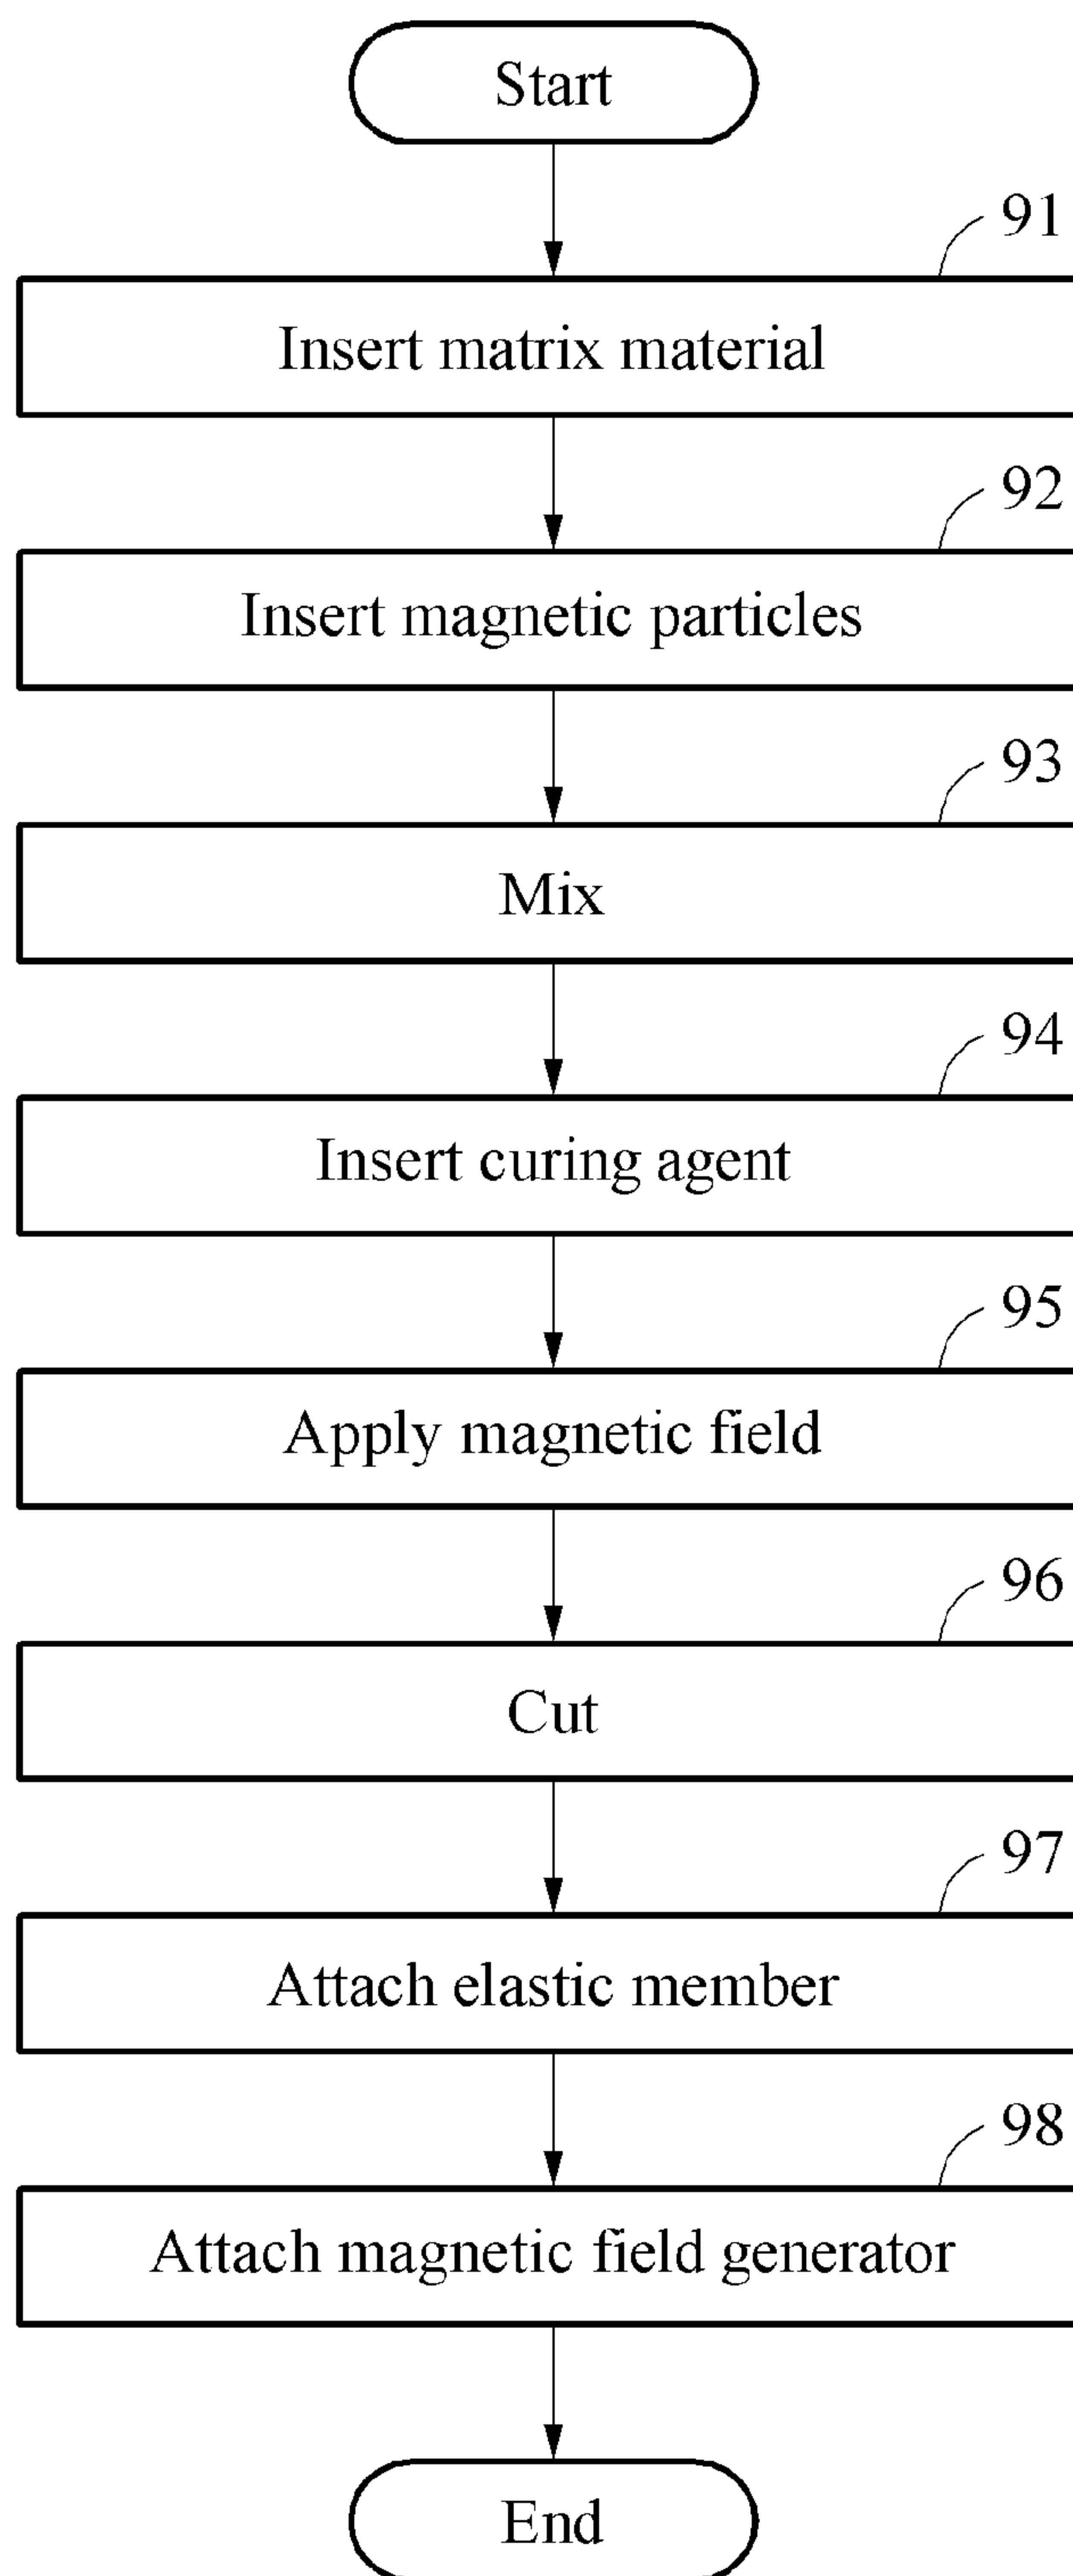 Start
91
Insert matrix material
92
Insert magnetic particles
93
Mix
94
Insert curing agent
95
Apply magnetic field
96
Cut
97
Attach elastic member
98
Attach magnetic field generator
End